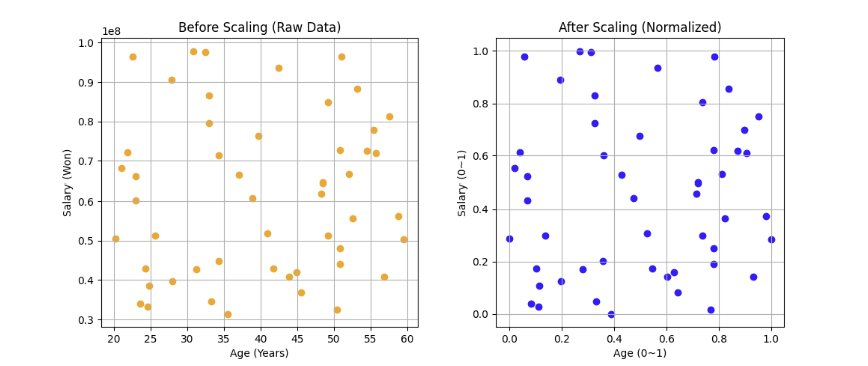 Before Scaling (Raw Data)
1e8
1.0
0.9
0.8
0.7
0.6
0.5
0.4
0.3
Salary (Won)
20 25 30 35 40 45 50 55 60
Age (Years)
After Scaling (Normalized)
1.0
0.8
0.6
0.4
0.2
0.0
Salary (0~1)
0.0 0.2 0.4 0.6 0.8 1.0
Age (0~1)